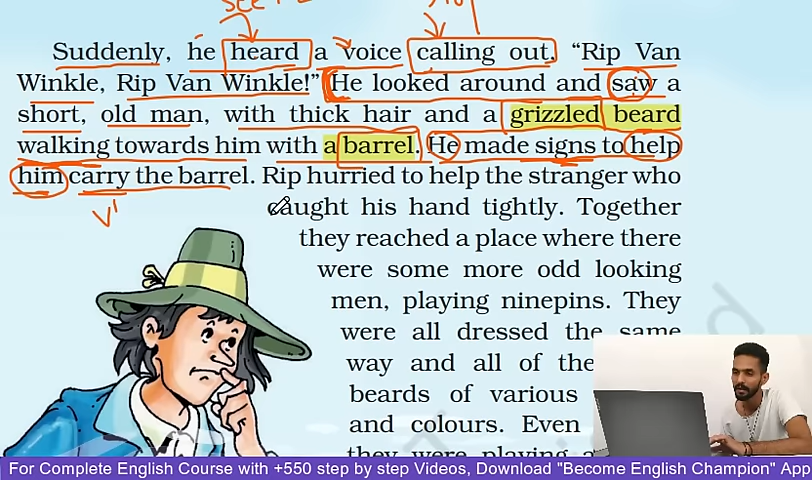 Suddenly, he heard a voice calling out. “Rip Van
Winkle, Rip Van Winkle!” He looked around and saw a
short, old man, with thick hair and a grizzled beard
walking towards him with a barrel. He made signs to help
him carry the barrel. Rip hurried to help the stranger who
caught his hand tightly. Together
they reached a place where there
were some more odd looking
men, playing ninepins. They
were all dressed the same
way and all of the
beards of various
and colours. Even
they were playing a
For Complete English Course with +550 step by step Videos, Download "Become English Champion" App